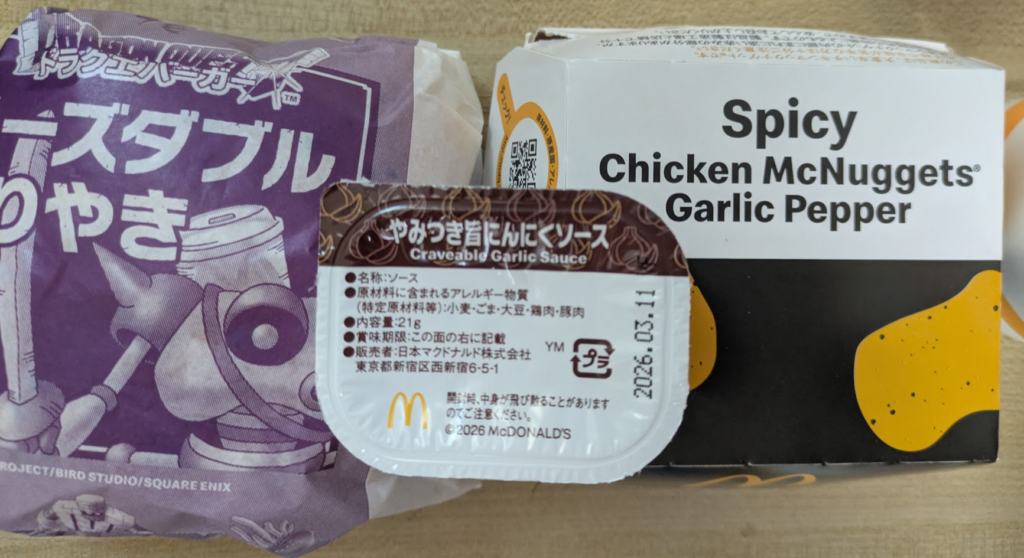 DRAGON QUEST
ドラクエバーガー
TM
ーズダブル
りやき
PROJECT/BIRD STUDIO/SQUARE ENIX
やみつき旨にんにくソース
Craveable Garlic Sauce
●名称:ソース
●原材料に含まれるアレルギー物質
(特定原材料等):小麦・ごま・大豆・鶏肉・豚肉
●内容量:21g
●賞味期限:この面の右に記載
●販売者:日本マクドナルド株式会社
東京都新宿区西新宿6-5-1
YM
プラ
2026.03.11
開封時、中身が飛び散ることがあります
のでご注意ください。
©2026 McDONALD'S
Spicy
Chicken McNuggets®
Garlic Pepper